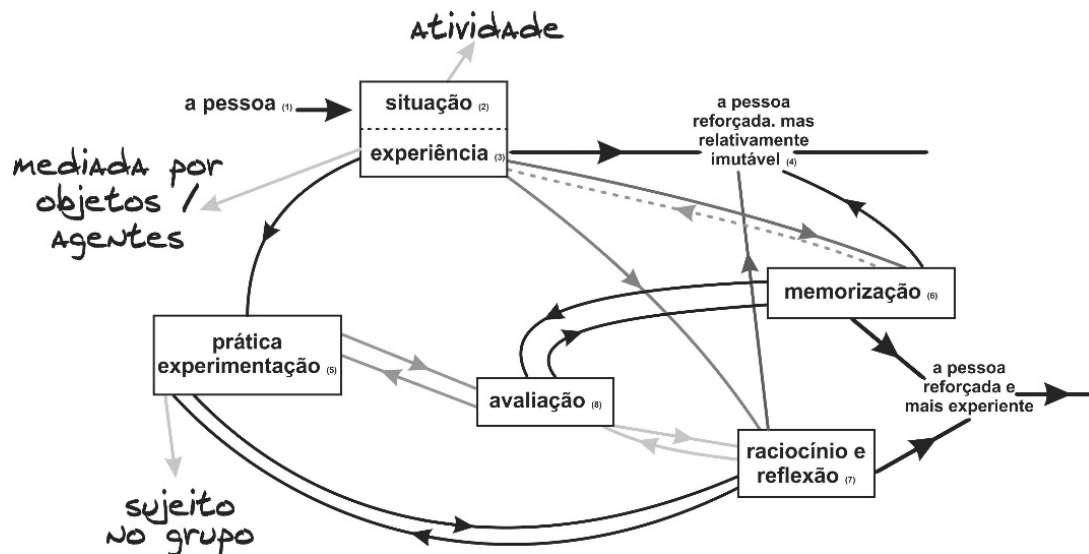 Atividade
a pessoa (1)
situação (2)
experiência (3)
a pessoa
reforçada. mas
relativamente
imutável (4)
mediada por
objetos /
Agentes
memorização (6)
prática
experimentação (5)
avaliação (8)
a pessoa
reforçada e
mais experiente
raciocínio e
reflexão (7)
sujeito
No grupo